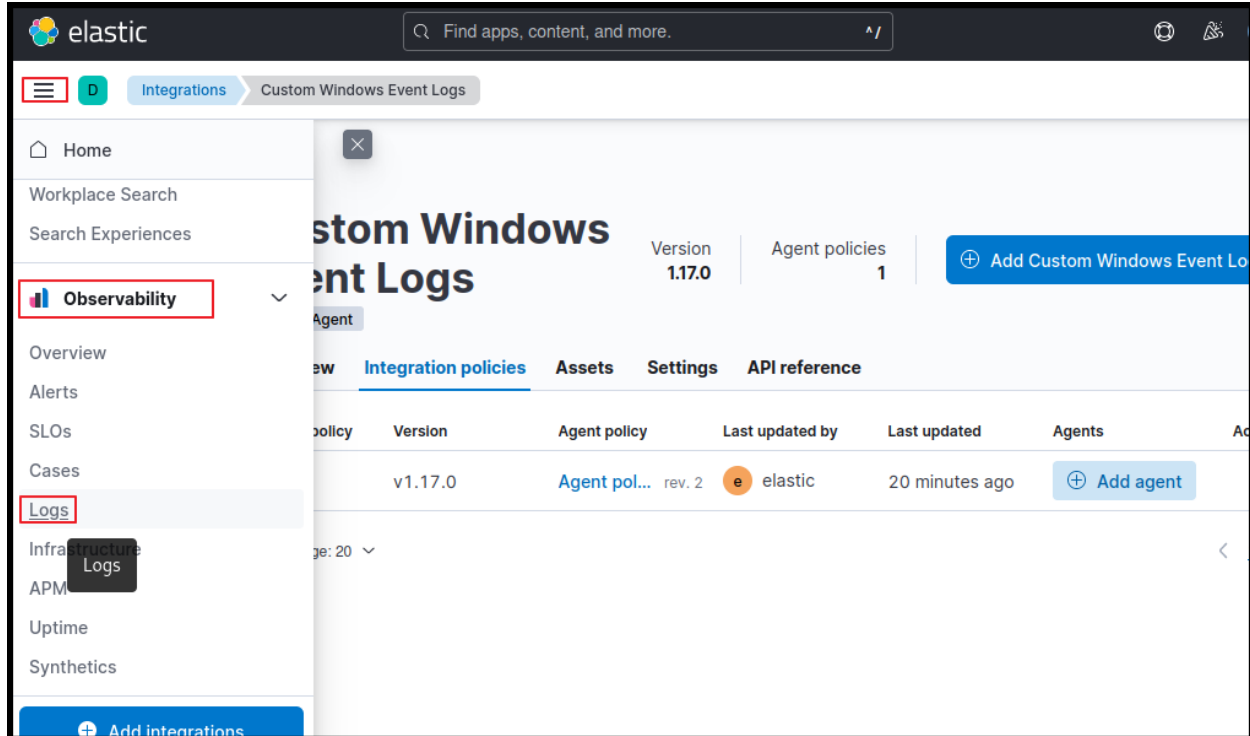 elastic
Find apps, content, and more.
^/
D
Integrations
Custom Windows Event Logs
Home
Workplace Search
Search Experiences
Observability
Overview
Alerts
SLOs
Cases
Logs
Infrastructure
Logs
APM
Uptime
Synthetics
Add integrations
stom Windows
ent Logs
Agent
Version
1.17.0
Agent policies
1
Add Custom Windows Event Lo
ew Integration policies Assets Settings API reference
policy Version Agent policy Last updated by Last updated Agents Ac
v1.17.0 Agent pol... rev. 2 e elastic 20 minutes ago Add agent
ge: 20